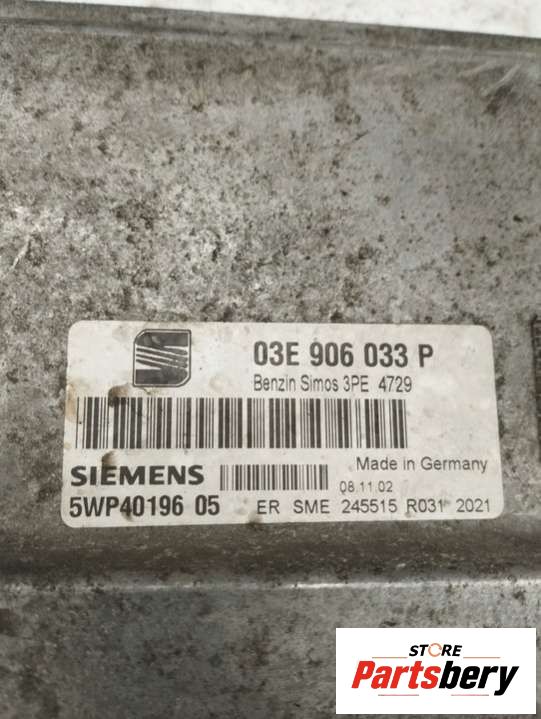 03E 906 033 P
Benzin Simos 3PE 4729
SIEMENS
Made in Germany
08.11.02
5WP40196 05 ER SME 245515 R031 2021
STORE
Partsbery